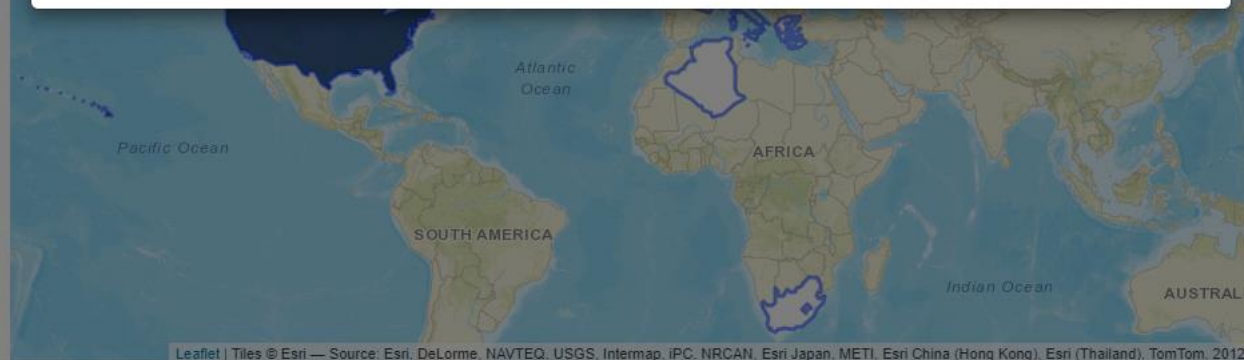 Atlantic
Ocean
Pacific Ocean
AFRICA
SOUTH AMERICA
Indian Ocean
AUSTRAL
Leaflet | Tiles © Esri — Source: Esri, DeLorme, NAVTEQ, USGS, Intermap, iPC, NRCAN, Esri Japan, METI, Esri China (Hong Kong), Esri (Thailand), TomTom, 2012